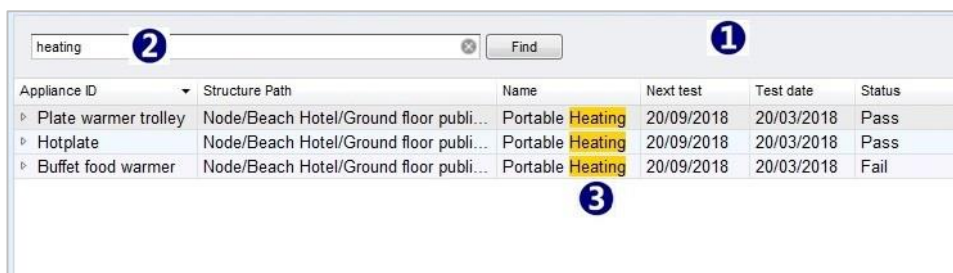 1
heating 2 Find
Appliance ID Structure Path Name Next test Test date Status
Plate warmer trolley Node/Beach Hotel/Ground floor publi... Portable Heating 20/09/2018 20/03/2018 Pass
Hotplate Node/Beach Hotel/Ground floor publi... Portable Heating 20/09/2018 20/03/2018 Pass
Buffet food warmer Node/Beach Hotel/Ground floor publi... Portable Heating 20/09/2018 20/03/2018 Fail
3